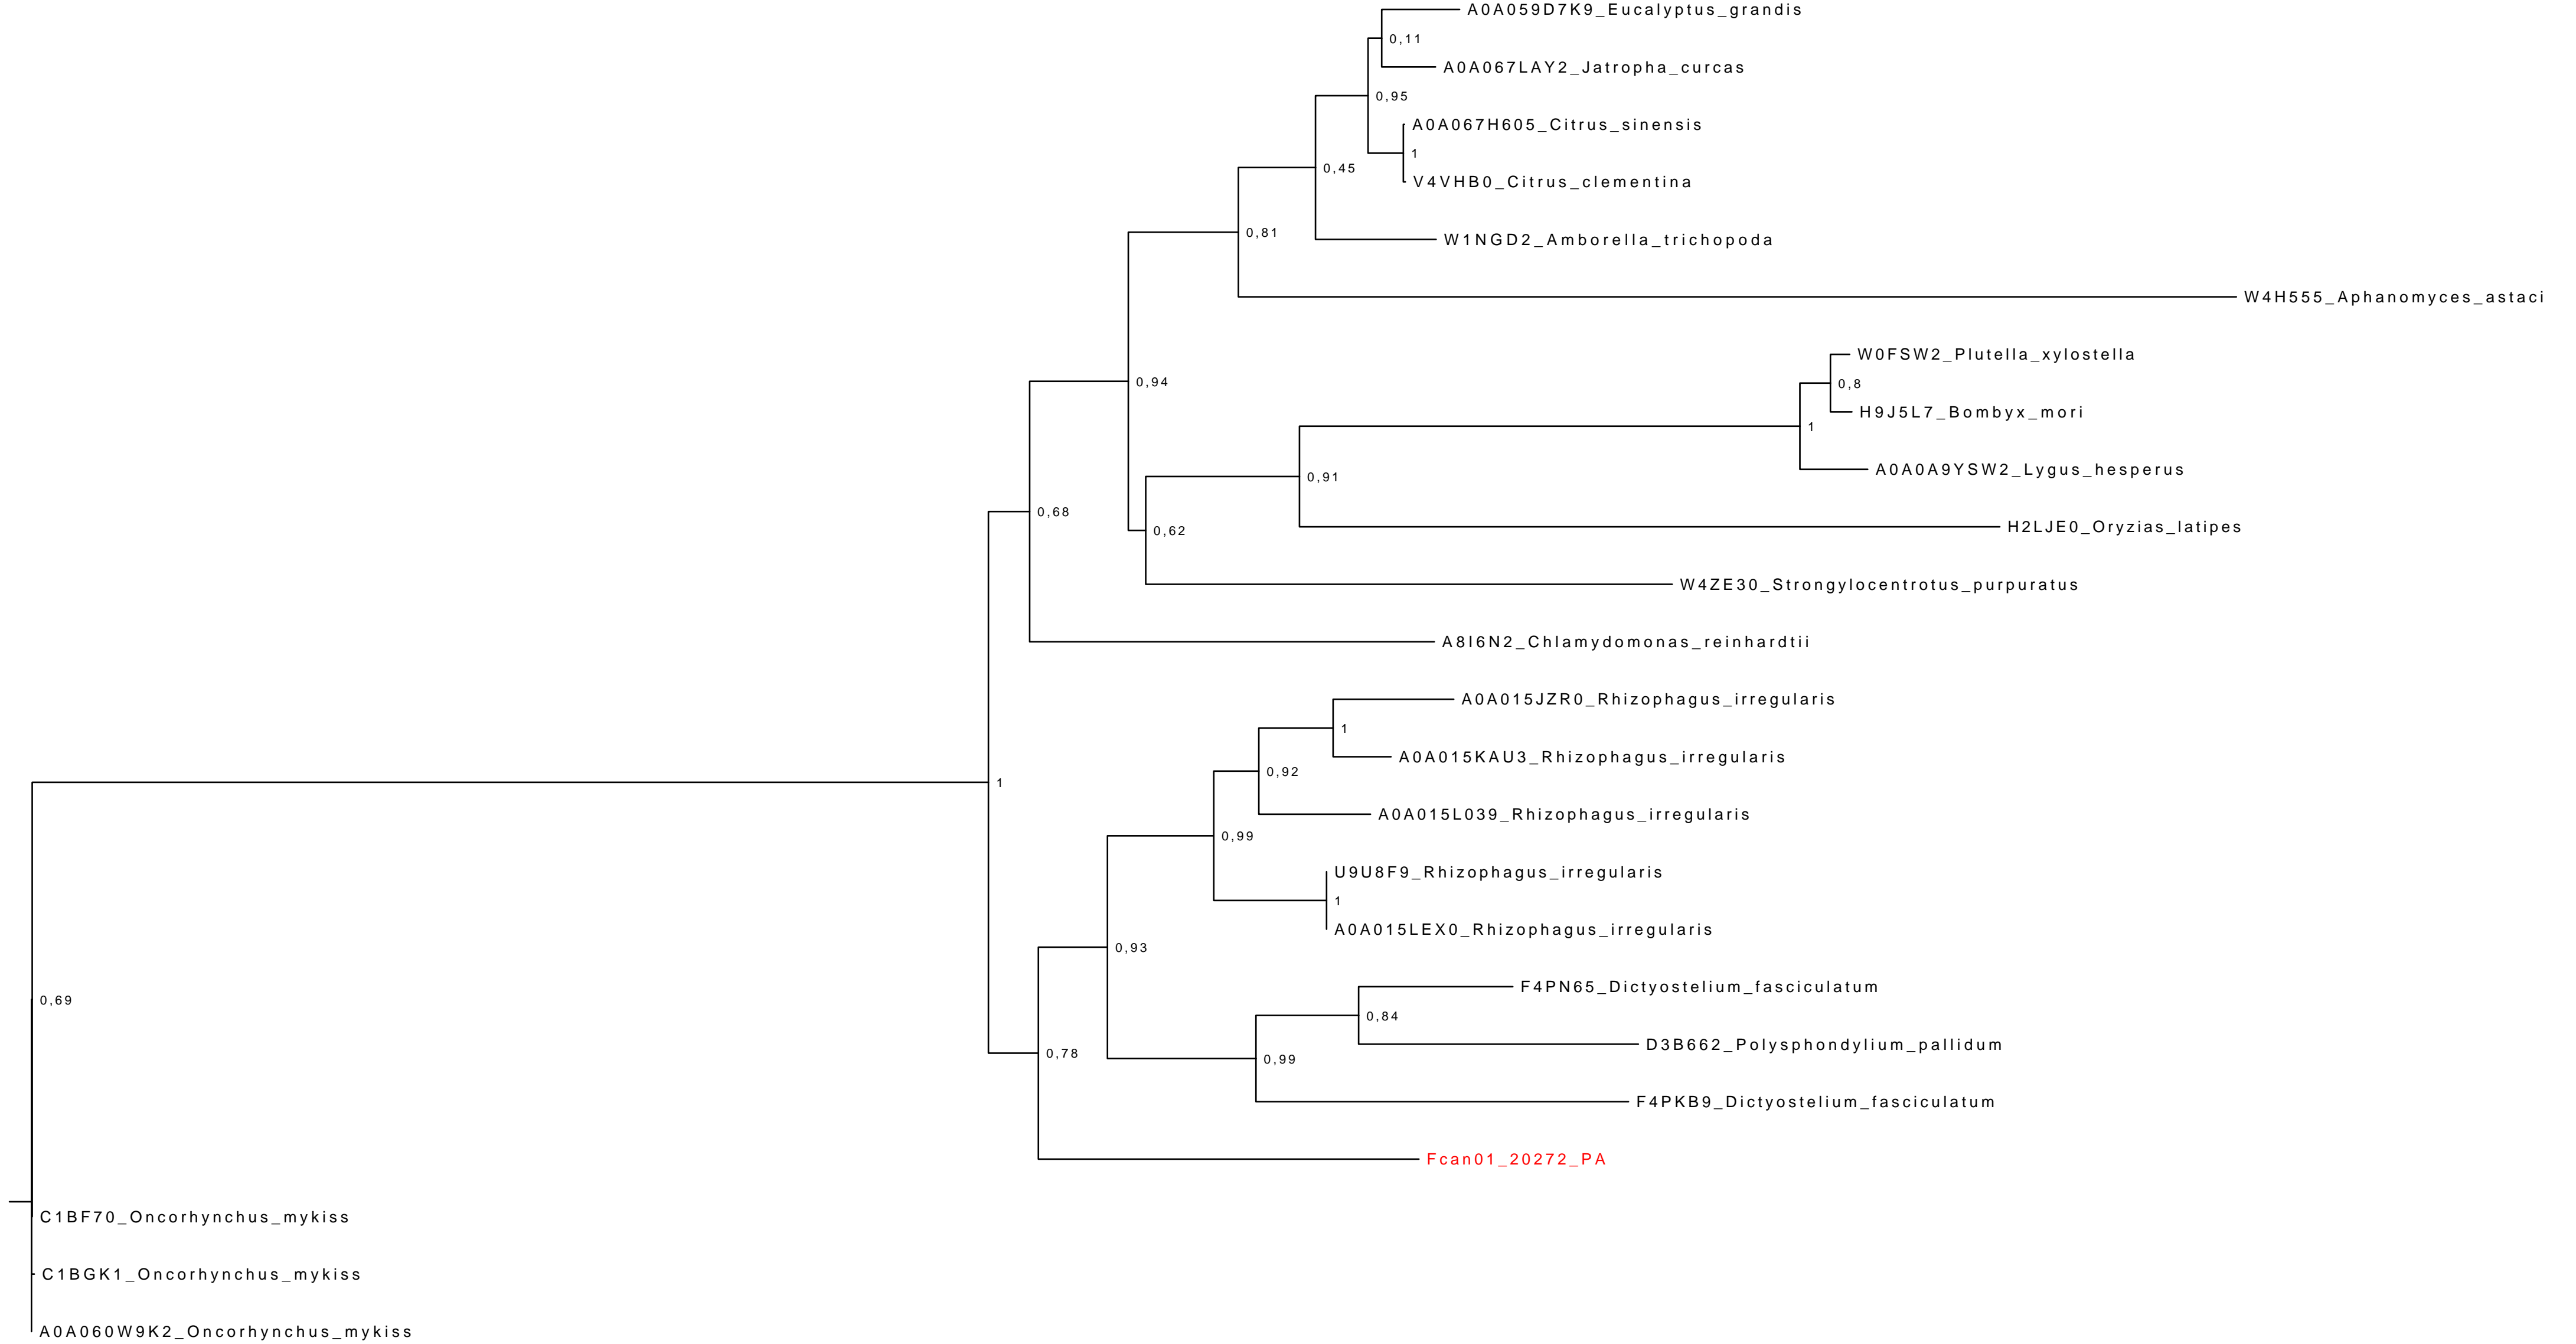 A0A059D7K9_Eucalyptus_grandis
0,11
A0A067LAY2_Jatropha_curcas
0,95
A0A067H605_Citrus_sinensis
1
0,45
V4VHB0_Citrus_clementina
0,81
W1NGD2_Amborella_trichopoda
W4H555_Aphanomyces_astaci
W0FSW2_Plutella_xylostella
0,94
0,8
H9J5L7_Bombyx_mori
1
A0A0A9YSW2_Lygus_hesperus
0,91
0,68
H2LJE0_Oryzias_latipes
0,62
W4ZE30_Strongylocentrotus_purpuratus
A8I6N2_Chlamydomonas_reinhardtii
A0A015JZR0_Rhizophagus_irregularis
1
A0A015KAU3_Rhizophagus_irregularis
0,92
1
A0A015L039_Rhizophagus_irregularis
0,99
U9U8F9_Rhizophagus_irregularis
1
A0A015LEX0_Rhizophagus_irregularis
0,93
F4PN65_Dictyostelium_fasciculatum
0,69
0,84
D3B662_Polysphondylium_pallidum
0,78
0,99
F4PKB9_Dictyostelium_fasciculatum
Fcan01_20272_PA
C1BF70_Oncorhynchus_mykiss
C1BGK1_Oncorhynchus_mykiss
A0A060W9K2_Oncorhynchus_mykiss